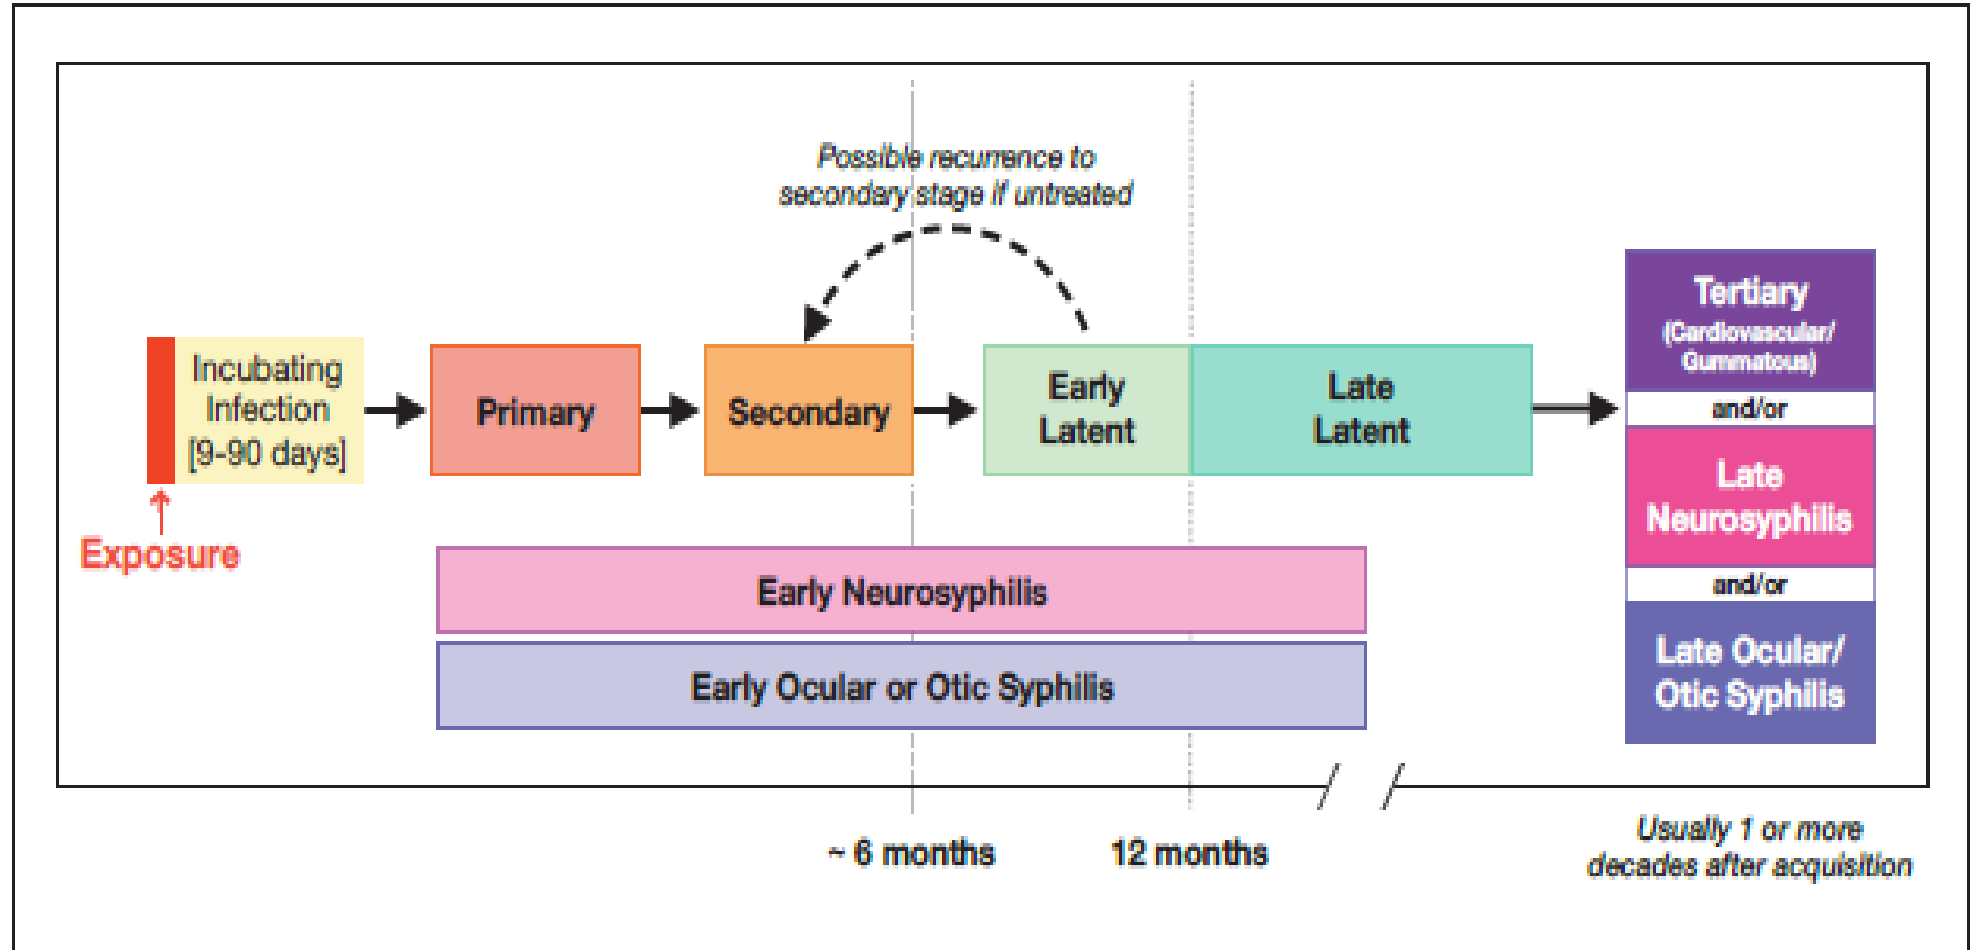 Possible recurrence to
secondary stage if untreated
Incubating
Infection
[9-90 days]
Exposure
Primary
Secondary
Early
Latent
Late
Latent
Tertiary
(Cardiovascular/
Gummatous)
and/or
Late
Neurosyphilis
and/or
Late Ocular/
Otic Syphilis
Early Neurosyphilis
Early Ocular or Otic Syphilis
~ 6 months
12 months
Usually 1 or more
decades after acquisition